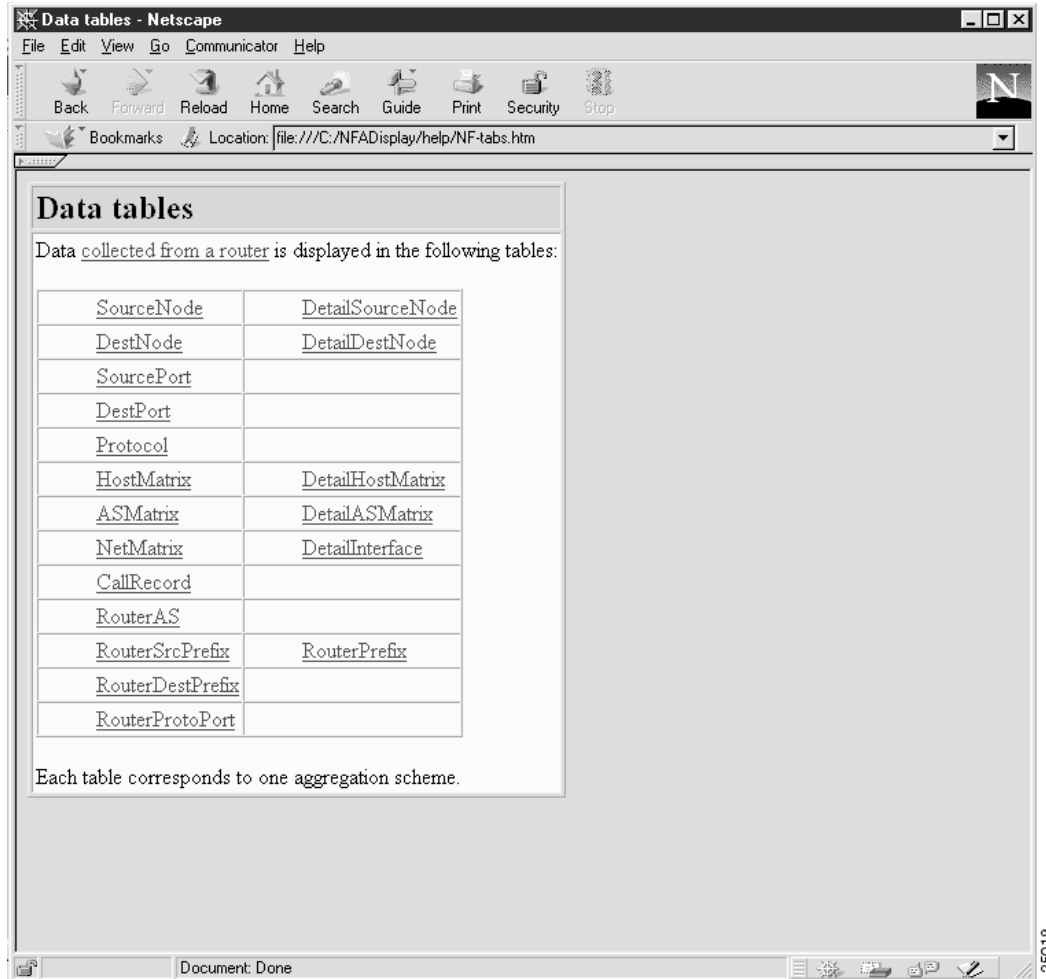 Data tables - Netscape
File Edit View Go Communicator Help
Back Forward Reload Home Search Guide Print Security Stop
N
Bookmarks Location: file:///C:/NFADisplay/help/NF-tabs.htm
Data tables
Data collected from a router is displayed in the following tables:
SourceNode DetailSourceNode
DestNode DetailDestNode
SourcePort
DestPort
Protocol
HostMatrix DetailHostMatrix
ASMatrix DetailASMatrix
NetMatrix DetailInterface
CallRecord
RouterAS
RouterSrcPrefix RouterPrefix
RouterDestPrefix
RouterProtoPort
Each table corresponds to one aggregation scheme.
Document: Done